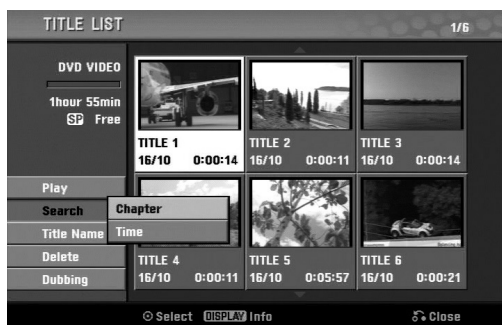 TITLE LIST
1/6
DVD VIDEO
1hour 55min
SP Free
TITLE 1
16/10 0:00:14
TITLE 2
16/10 0:00:11
TITLE 3
16/10 0:00:14
Play
Search
Title Name
Delete
Dubbing
Chapter
Time
TITLE 4
16/10 0:00:11
TITLE 5
16/10 0:05:57
TITLE 6
16/10 0:00:21
Select DISPLAY Info
Close